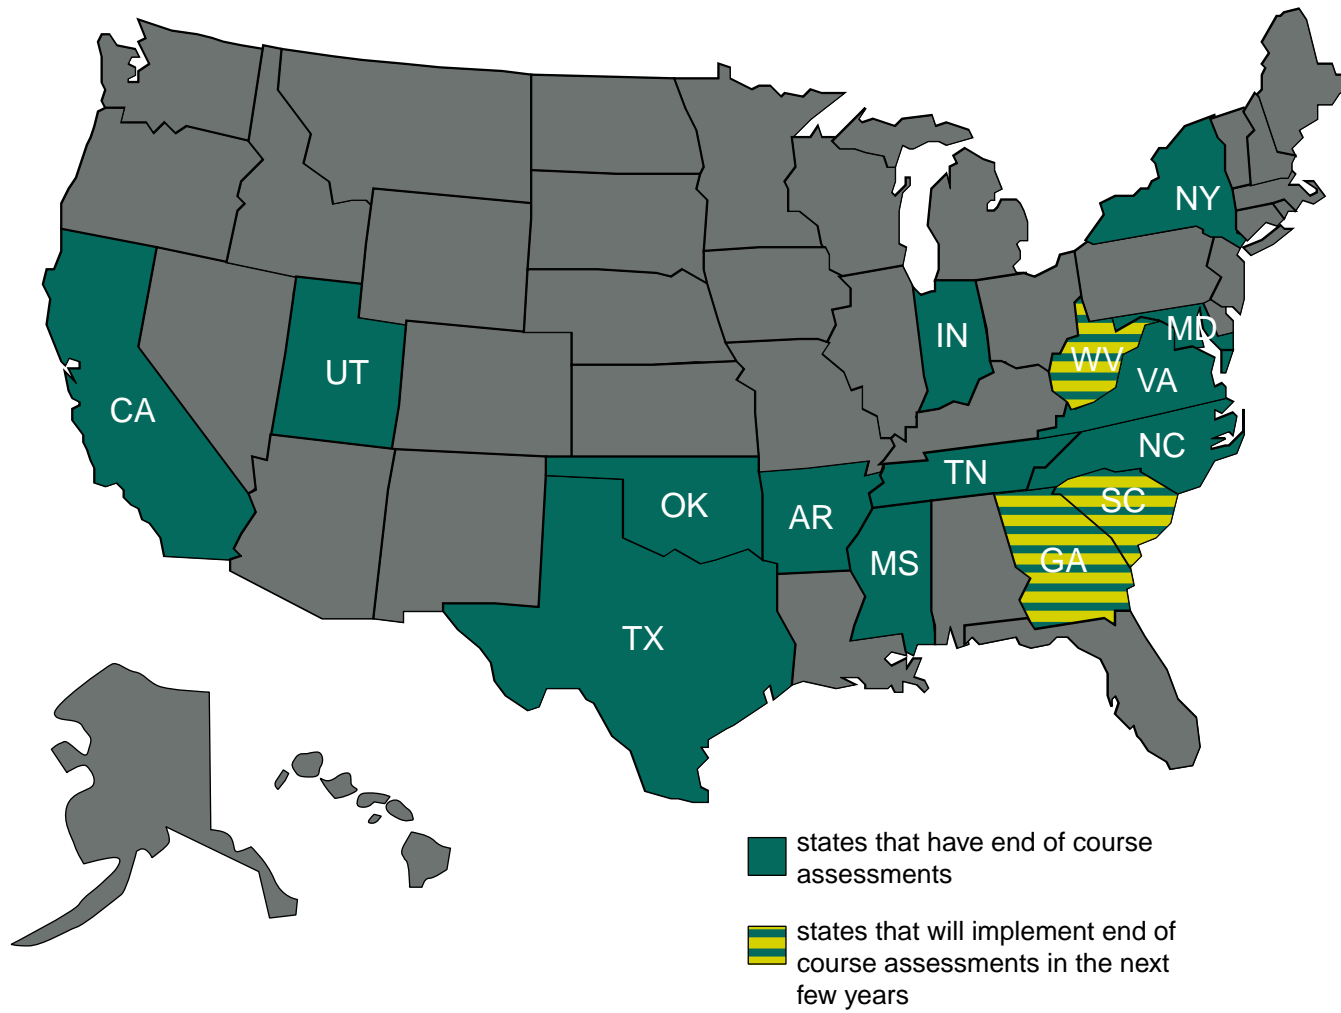 NY
MD
IN
WV
UT
VA
CA
NC
TN
SC
OK
AR
GA
MS
TX
states that have end of course
assessments
states that will implement end of
course assessments in the next
few years